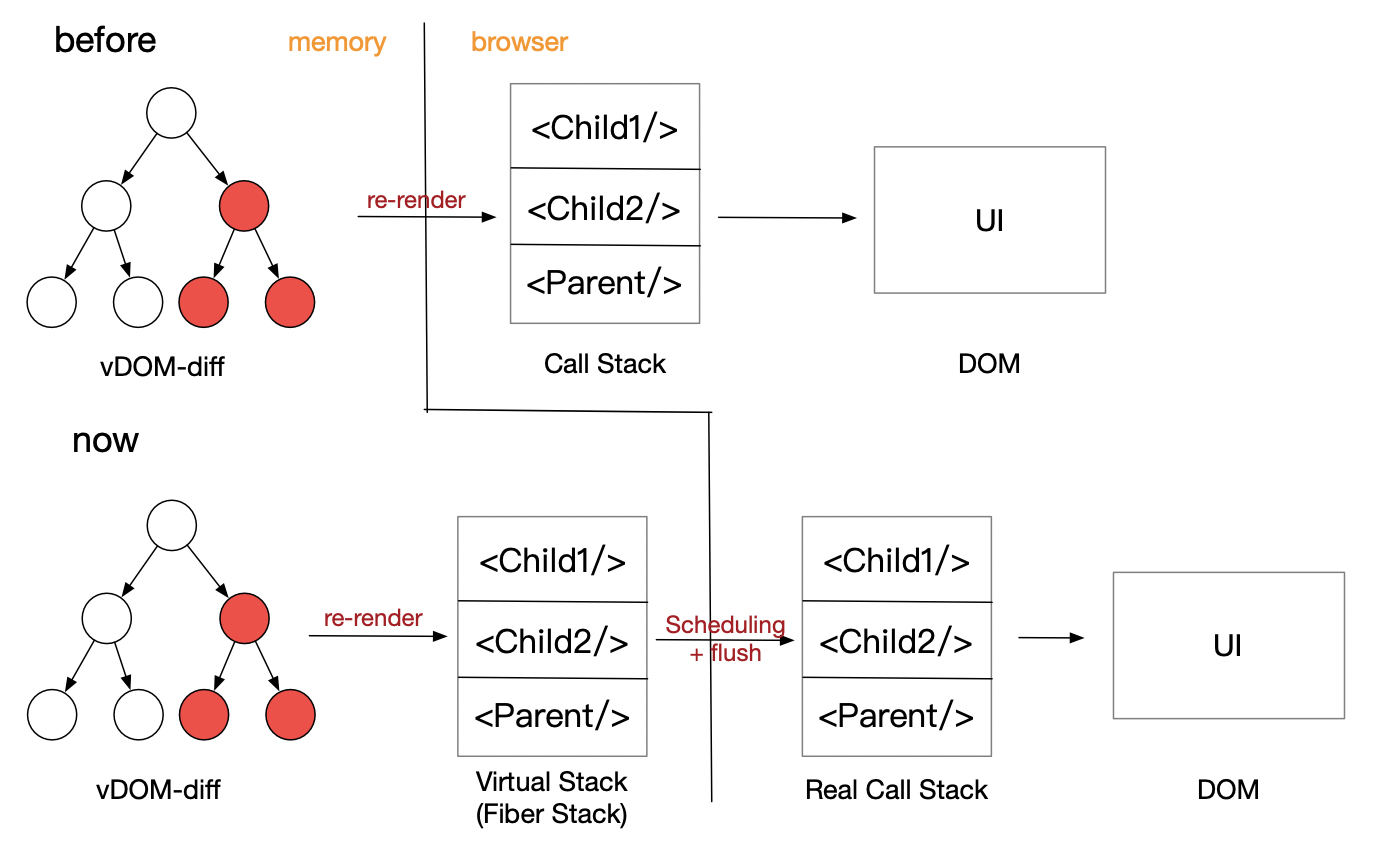 before
memory
browser
<Child1/>
<Child2/>
<Parent/>
re-render
UI
vDOM-diff
Call Stack
DOM
now
<Child1/>
<Child2/>
<Parent/>
re-render
Scheduling
+ flush
<Child1/>
<Child2/>
<Parent/>
UI
vDOM-diff
Virtual Stack
(Fiber Stack)
Real Call Stack
DOM